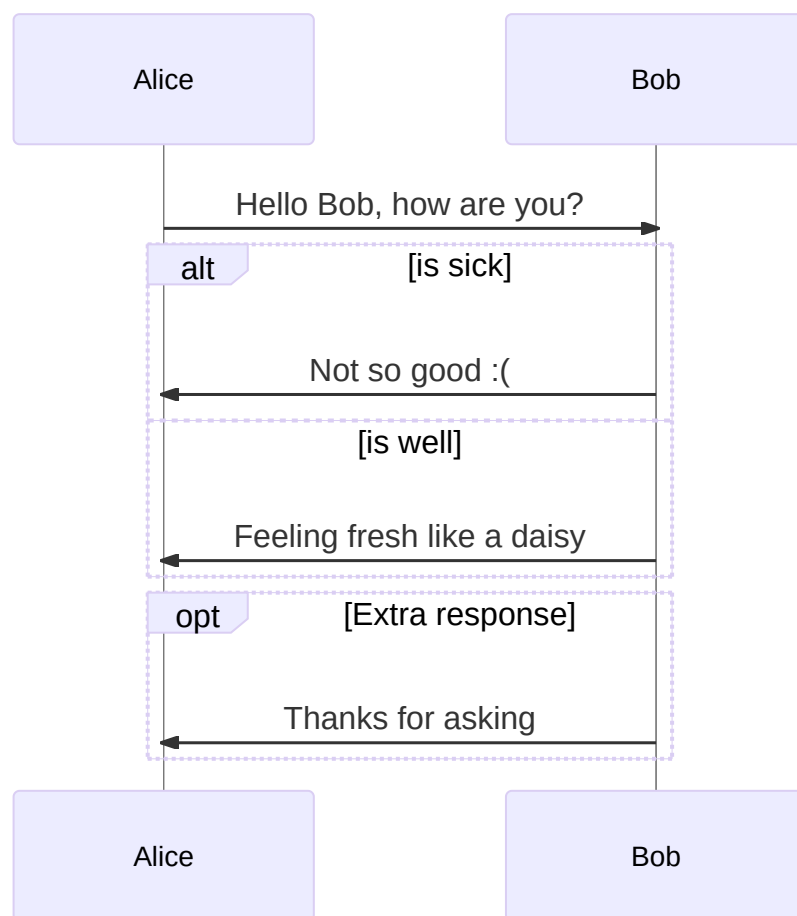 Alice
Bob
Hello Bob, how are you?
alt
[is sick]
Not so good :(
[is well]
Feeling fresh like a daisy
opt
[Extra response]
Thanks for asking
Alice
Bob